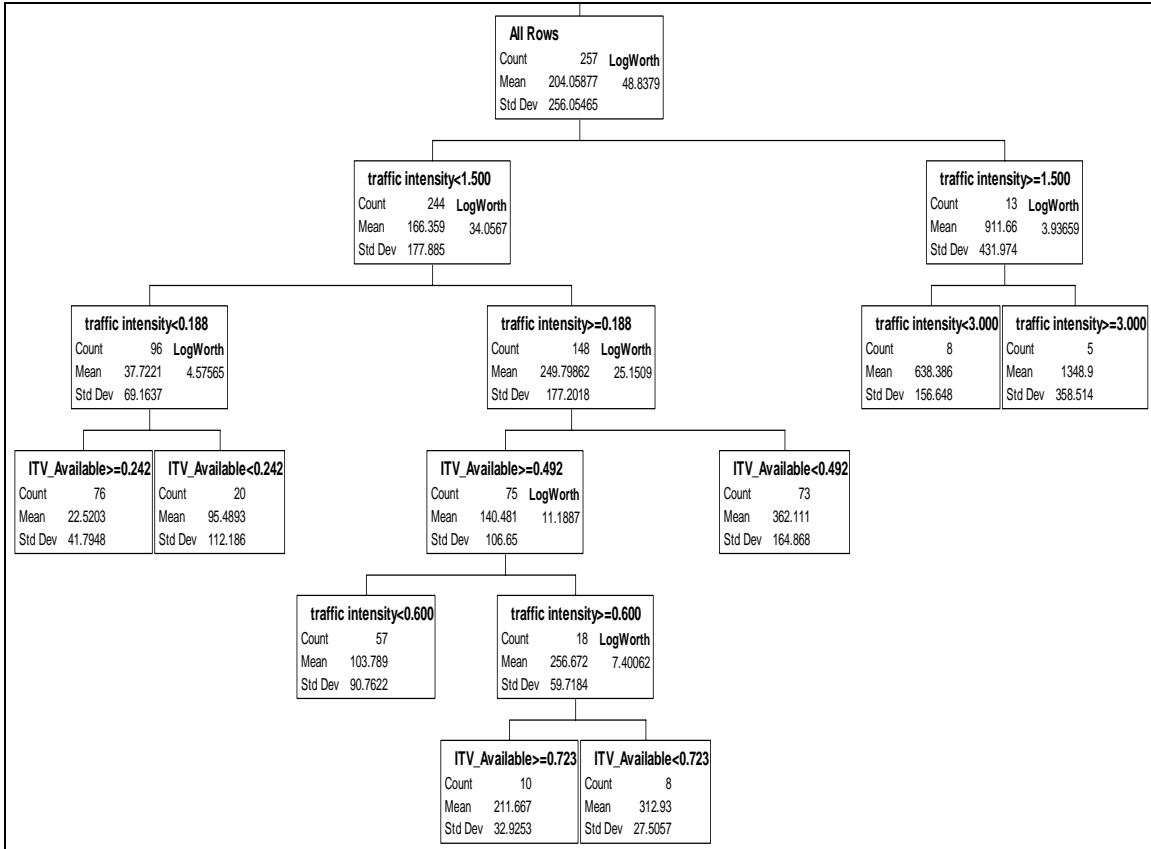 All Rows
Count 257 LogWorth
Mean 204.05877 48.8379
Std Dev 256.05465
traffic intensity<1.500
Count 244 LogWorth
Mean 166.359 34.0567
Std Dev 177.885
traffic intensity>=1.500
Count 13 LogWorth
Mean 911.66 3.93659
Std Dev 431.974
traffic intensity<0.188
Count 96 LogWorth
Mean 37.7221 4.57565
Std Dev 69.1637
traffic intensity>=0.188
Count 148 LogWorth
Mean 249.79862 25.1509
Std Dev 177.2018
traffic intensity<3.000
Count 8
Mean 638.386
Std Dev 156.648
traffic intensity>=3.000
Count 5
Mean 1348.9
Std Dev 358.514
ITV_Available>=0.242
Count 76
Mean 22.5203
Std Dev 41.7948
ITV_Available<0.242
Count 20
Mean 95.4893
Std Dev 112.186
ITV_Available>=0.492
Count 75 LogWorth
Mean 140.481 11.1887
Std Dev 106.65
ITV_Available<0.492
Count 73
Mean 362.111
Std Dev 164.868
traffic intensity<0.600
Count 57
Mean 103.789
Std Dev 90.7622
traffic intensity>=0.600
Count 18 LogWorth
Mean 256.672 7.40062
Std Dev 59.7184
ITV_Available>=0.723
Count 10
Mean 211.667
Std Dev 32.9253
ITV_Available<0.723
Count 8
Mean 312.93
Std Dev 27.5057